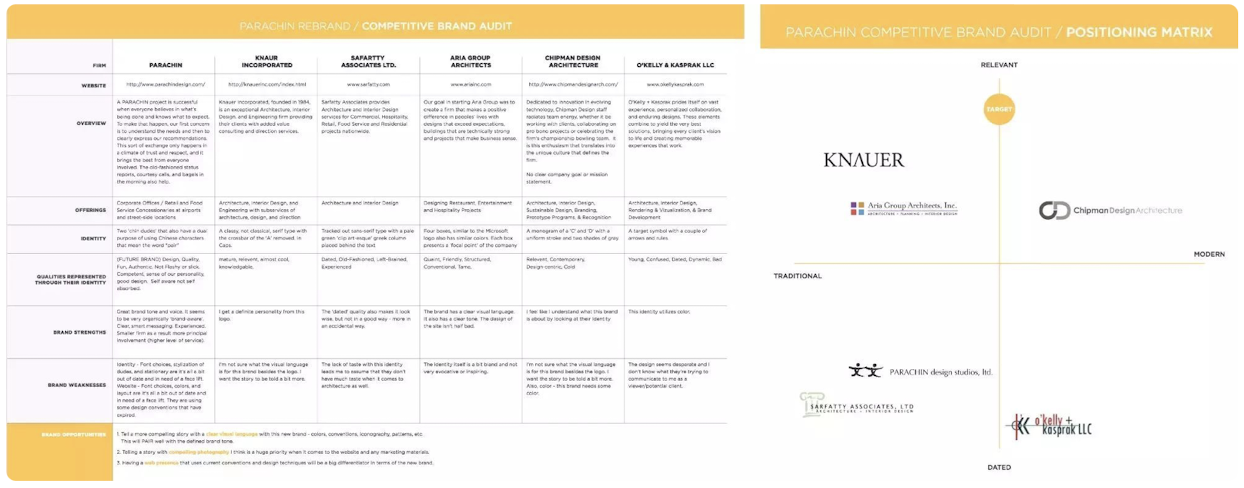 PARACHIN REBRAND / COMPETITIVE BRAND AUDIT
FIRM
PARACHIN
KNAUR
INCORPORATED
SAFARTTY
ASSOCIATES LTD.
ARIA GROUP
ARCHITECTS
CHIPMAN DESIGN
ARCHITECTURE
O'KELLY & KASPRAK LLC
WEBSITE
http://www.parachindesign.com/
http://knauerinc.com/index.html
www.sarfatty.com
www.ariainc.com
http://www.chipmandesignarch.com/
www.okellykasprak.com
OVERVIEW
A PARACHIN project is successful
when everyone believes in what's
being done and knows what to expect.
To make that happen, our first concern
is to understand the needs and then to
clearly express our recommendations.
This sort of exchange only happens in
a climate of trust and respect, and it
brings the best from everyone
involved. The old-fashioned status
reports, courtesy calls, and bagels in
the morning also help.
Knauer Incorporated, founded in 1984,
is an exceptional Architecture, Interior
Design, and Engineering firm providing
their clients with added value
consulting and direction services.
Safartty Associates provides
Architecture and Interior Design
services for Commercial, Hospitality,
Retail, Food Service and Residential
projects nationwide.
Our goal in starting Aria Group was to
create a firm that makes a positive
difference in peoples' lives with
designs that exceed expectations,
buildings that are technically strong
and projects that make business sense.
Dedicated to innovation in evolving
technology, Chipman Design staff
radiates team energy, whether it be
working with clients, collaborating on
pro bono projects or celebrating the
firm's championship bowling team. It
is this enthusiasm that translates into
the unique culture that defines the
firm.
No clear company goal or mission
statement.
O'Kelly + Kasprak prides itself on vast
experience, personalized collaboration,
and enduring designs. These elements
combine to yield the very best
solutions, bringing every client's vision
to life and creating memorable
experiences that work.
OFFERINGS
Corporate Offices / Retail and Food
Service Concessionaries at airports
and street-side locations
Architecture, Interior Design, and
Engineering with subservices of
architecture, design, and direction
Architecture and Interior Design
Designing Restaurant, Entertainment
and Hospitality Projects
Architecture, Interior Design,
Sustainable Design, Branding,
Prototype Programs, & Recognition
Architecture, Interior Design,
Rendering & Visualization, & Brand
Development
IDENTITY
Two 'chin dudes' that also have a dual
purpose of using Chinese characters
that mean the word "pair"
A classy, not classical, serif type with
the crossbar of the 'A' removed, in
Caps.
Tracked out sans-serif type with a pale
green 'clip art-esque' greek column
placed behind the text
Four boxes, similar to the Microsoft
logo also has similar colors. Each box
presents a 'focal point' of the company
A monogram of a 'C' and 'D' with a
uniform stroke and two shades of grey
A target symbol with a couple of
arrows and rules.
QUALITIES REPRESENTED
THROUGH THEIR IDENTITY
(FUTURE BRAND) Design, Quality,
Fun, Authentic, Not Flashy or slick.
Competent, sense of our personality,
good design, Self aware not self
absorbed.
mature, relevant, almost cool,
knowledgable.
Dated, Old-Fashioned, Left-Brained,
Experienced
Quaint, Friendly, Structured,
Conventional, Tame,
Relevant, Contemporary,
Design-centric, Cold
Young, Confused, Dated, Dynamic, Red
BRAND STRENGTHS
Great brand tone and voice. It seems
to be very organically 'brand-aware'.
Clear, smart messaging. Experienced.
Smaller firm as a result more principal
involvement (higher level of service).
I get a definite personality from this
logo.
The 'dated' quality also makes it look
wise, but not in a good way - more in
an accidental way.
The brand has a clear visual language.
It also has a clear tone. The design of
the site isn't half bad.
I feel like I understand what this brand
is about by looking at their identity
This identity utilizes color.
BRAND WEAKNESSES
Identity - Font choices, stylization of
dudes, and stationery are it's all a bit
out of date and in need of a face lift.
Website - Font choices, colors, and
layout are it's all a bit out of date and
in need of a face lift. They are using
some design conventions that have
expired.
I'm not sure what the visual language
is for this brand besides the logo. I
want the story to be told a bit more.
The lack of taste with this identity
leads me to assume that they don't
have much taste when it comes to
architecture as well.
The identity itself is a bit brand and not
very evocative or inspiring.
I'm not sure what the visual language
is for this brand besides the logo. I
want the story to be told a bit more.
Also, color - this brand needs some
color.
The design seems desperate and I
don't know what they're trying to
communicate to me as a
viewer/potential client.
BRAND OPPORTUNITIES
1. Tell a more compelling story with a clear visual language with this new brand - colors, conventions, iconography, patterns, etc.
This will PAIR well with the defined brand tone.
2. Telling a story with compelling photography I think is a huge priority when it comes to the website and any marketing materials.
3. Having a web presence that uses current conventions and design techniques will be a big differentiator in terms of the new brand.
PARACHIN COMPETITIVE BRAND AUDIT / POSITIONING MATRIX
RELEVANT
TARGET
KNΛUER
Aria Group Architects, Inc.
ARCHITECTURE • PLANNING • INTERIOR DESIGN
ChipmanDesignArchitecture
MODERN
TRADITIONAL
PARACHIN design studios, ltd.
SARFATTY ASSOCIATES, LTD
ARCHITECTURE • INTERIOR DESIGN
o'kelly +
kasprak LLC
DATED